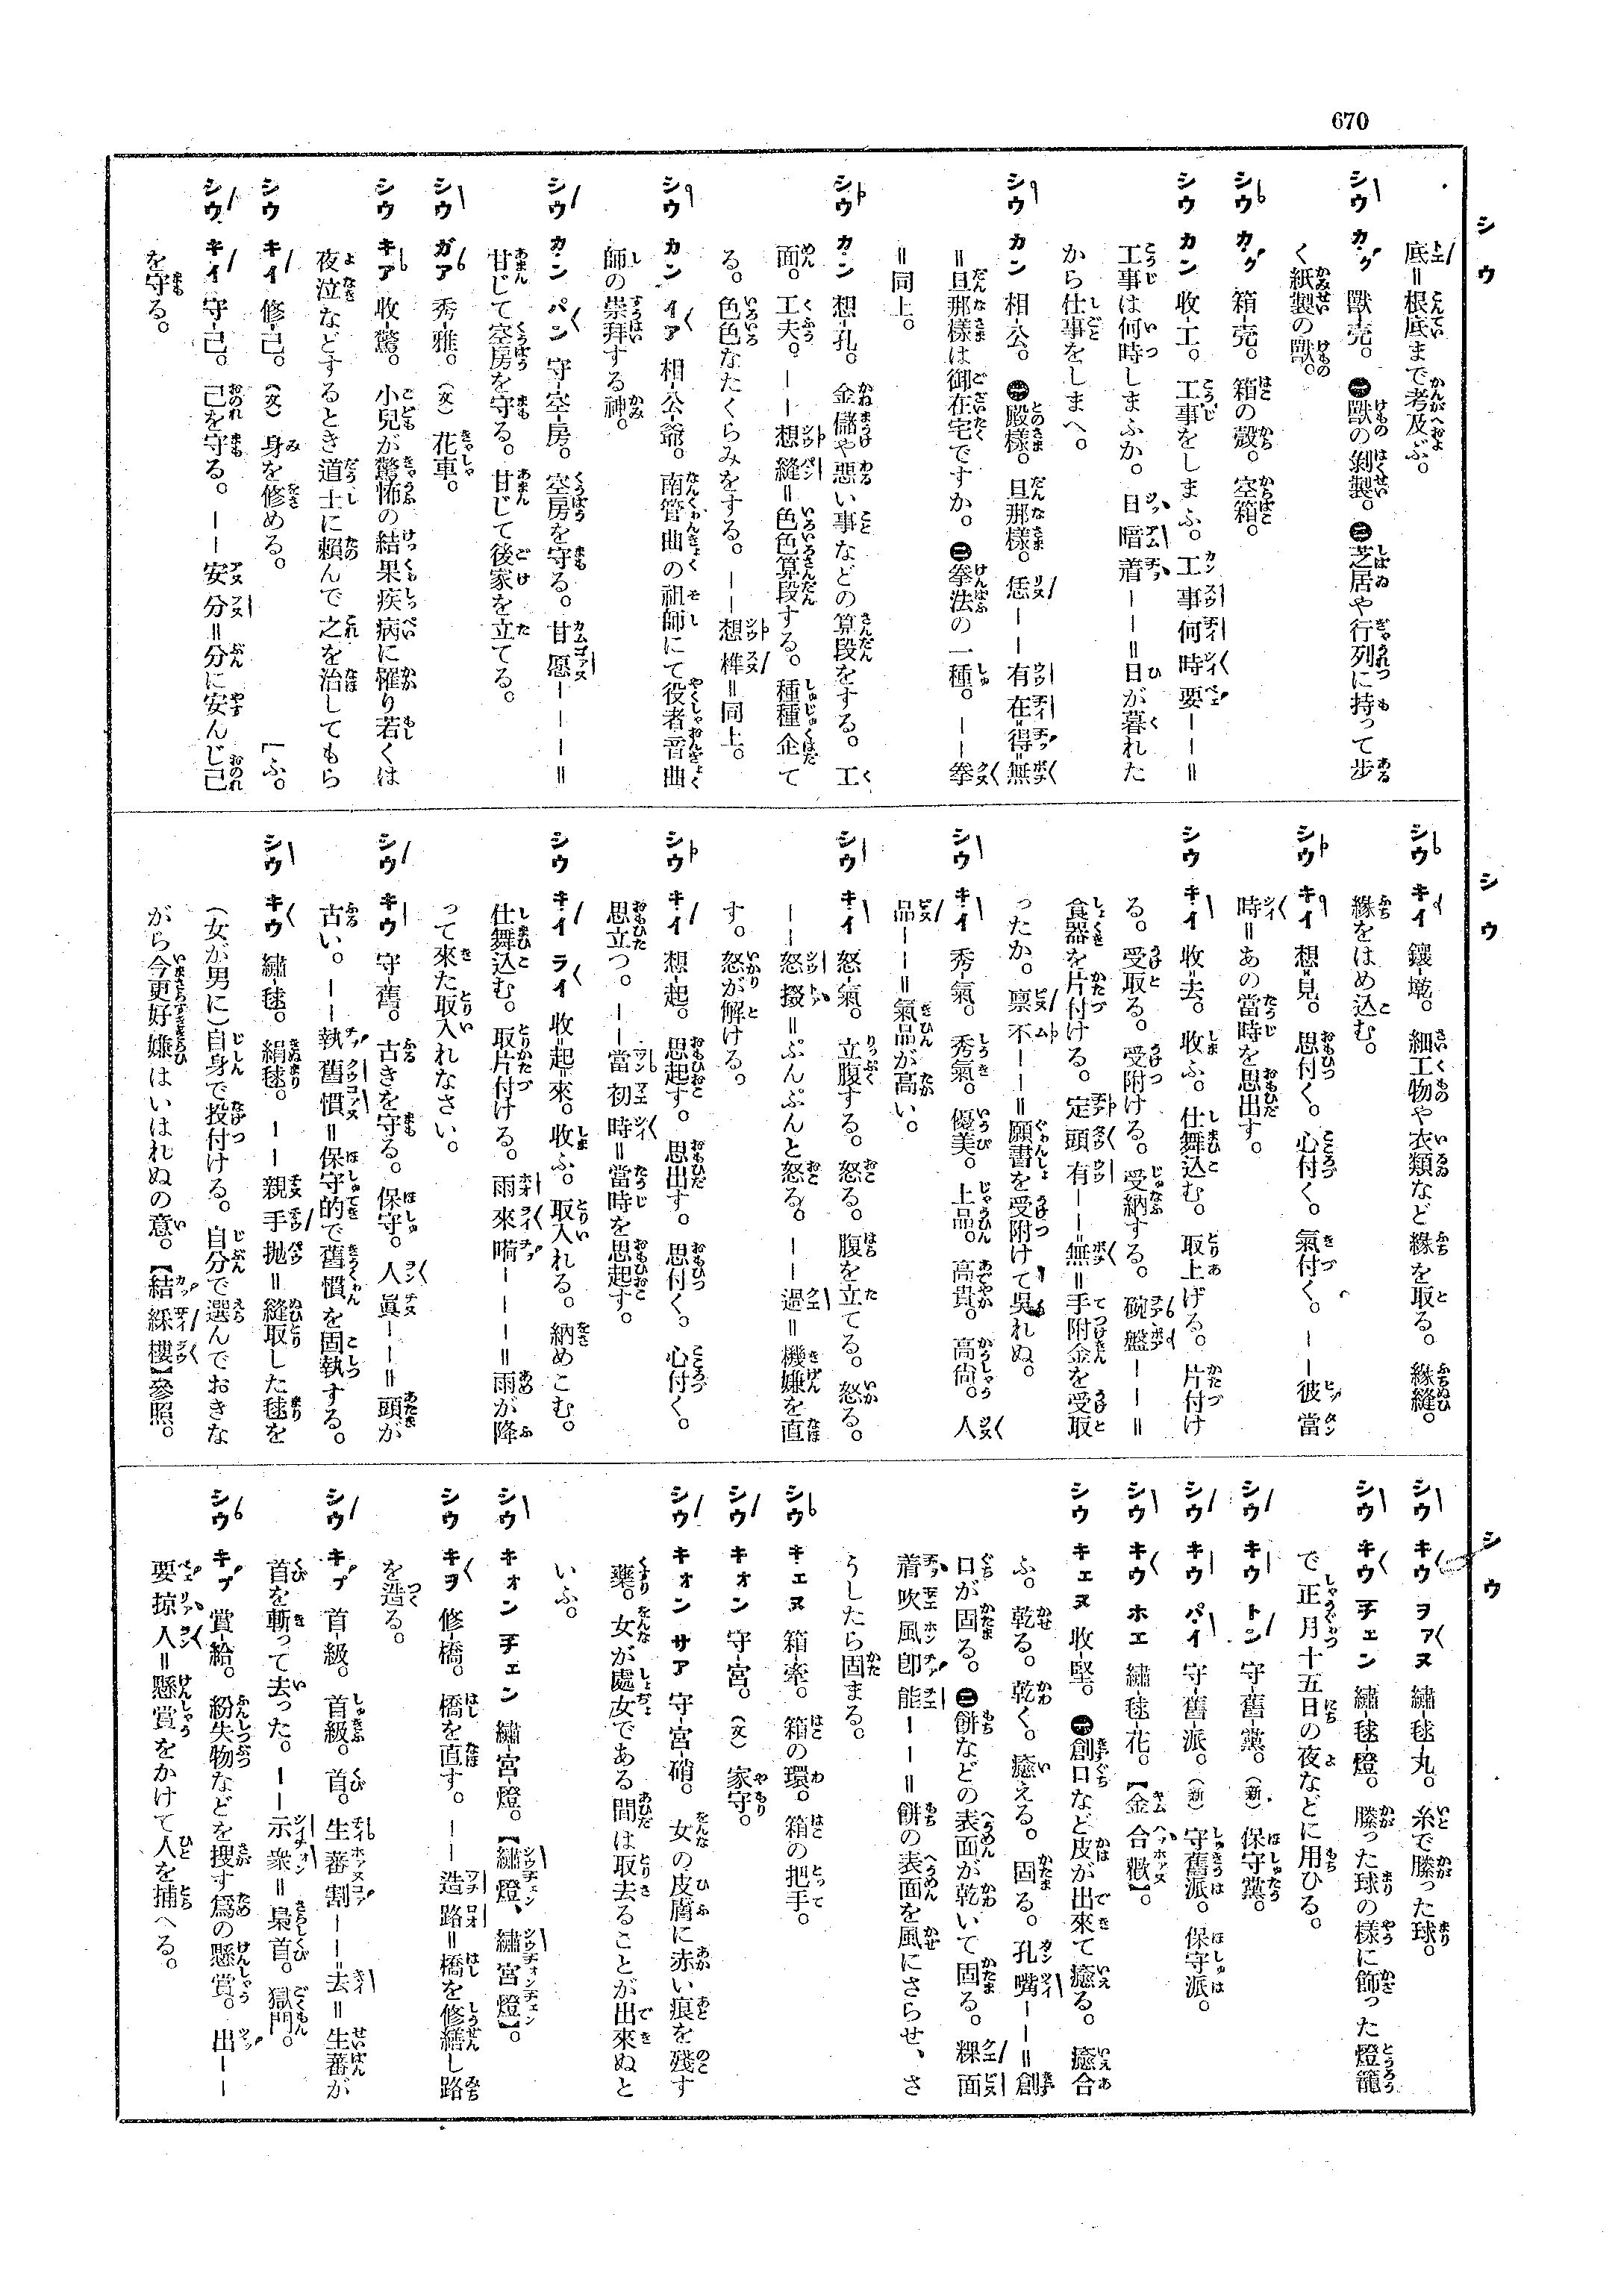 670
シウ
底＝根底まで考及ぶ。
シウ カク 獸-売。 ㊀獸の剝製。 ㊁芝居や行列に持って步
く紙製の獸。
シウ カク 箱-売。 箱の殼。空箱。
シウ カン 收-工。 工事をしまふ。工事何時要——＝
工事は何時しまふか。日暗着——＝日が暮れた
から仕事をしまへ。
シウ カン 相-公。 ㊀殿樣。旦那樣。恁——有在得無
＝旦那樣は御在宅ですか。㊁拳法の一種。——拳
＝同上。
シウ カン 想-孔。 金儲や惡い事などの算段をする。工
面。工夫。——想縫＝色色算段する。種種企て
る。色色なたくらみをする。——想榫＝同上。
シウ カン イア 相-公-爺。 南管曲の祖師にて役者音曲
師の崇拜する神。
シウ カン パン 守-空-房。 空房を守る。甘愿———＝
甘じて空房を守る。甘じて後家を立てる。
シウ ガア 秀-雅。(文) 花車。
シウ キア 收-驚。 小兒が驚怖の結果疾病に罹り若くは
夜泣などするとき道士に賴んで之を治してもら
[ふ。
シウ キイ 修-己。(文) 身を修める。
シウ キイ 守-己。 己を守る。——安分＝分に安んじ己
を守る。
シウ
シウ キイ 鑲-墘。 細工物や衣類など緣を取る。緣縫。
緣をはめ込む。
シウ キイ 想-見。 思付く。心付く。氣付く。——彼當
時＝あの當時を思出す。
シウ キイ 收-去。 收ふ。仕舞込む。取上げる。片付け
る。受取る。受附ける。受納する。碗盤——＝
食器を片付ける。定頭有——無＝手附金を受取
ったか。稟不——＝願書を受附けて吳れぬ。
シウ キイ 秀-氣。 秀氣。優美。上品。高貴。高尙。人
品——＝氣品が高い。
シウ キイ 怒-氣。 立腹する。怒る。腹を立てる。怒る。
——怒掇＝ぷんぷんと怒る。——過＝機嫌を直
す。怒が解ける。
シウ キイ 想-起。 思起す。思出す。思付く。心付く。
思立つ。——當初時＝當時を思起す。
シウ キイ ライ 收-起-來。 收ふ。取入れる。納めこむ。
仕舞込む。取片付ける。雨來嗬———＝雨が降
って來た取入れなさい。
シウ キウ 守-舊。 古きを守る。保守。人眞——＝頭が
古い。——執舊慣＝保守的で舊慣を固執する。
シウ キウ 繡-毬。 絹毬。——親手拋＝縫取した毬を
(女が男に)自身で投付ける。自分で選んでおきな
がら今更好嫌はいはれぬの意。【結綵樓】參照。
シウ
シウ キウ ヲァヌ 繡-毬-丸。 糸で縢った球。
シウ キウ チェン 繡-毬-燈。 縢った球の樣に飾った燈籠
で正月十五日の夜などに用ひる。
シウ キウ トン 守-舊-黨。(新) 保守黨。
シウ キウ パイ 守-舊-派。(新) 守舊派。保守派。
シウ キウ ホエ 繡-毬-花。【金合歡】。
シウ キェヌ 收-堅。 ㊀創口など皮が出來て癒る。癒合
ふ。乾る。乾く。癒える。固る。孔嘴——＝創
口が固る。㊁餅などの表面が乾いて固る。粿面
着吹風卽能——＝餅の表面を風にさらせ、さ
うしたら固まる。
シウ キェヌ 箱-牽。 箱の環。箱の把手。
シウ キォン 守-宮。(文) 家守。
シウ キォン サア 守-宮-硝。 女の皮膚に赤い痕を殘す
藥。女が處女である間は取去ることが出來ぬと
いふ。
シウ キォン チェン 繡-宮-燈。【繡燈、繡宮燈】。
シウ キヲ 修-橋。 橋を直す。——造路＝橋を修繕し路
を造る。
シウ キプ 首-級。 首級。首。生蕃割——去＝生蕃が
首を斬って去った。——示衆＝梟首。獄門。
シウ キプ 賞-給。 紛失物などを搜す爲の懸賞。出——
要掠人＝懸賞をかけて人を捕へる。